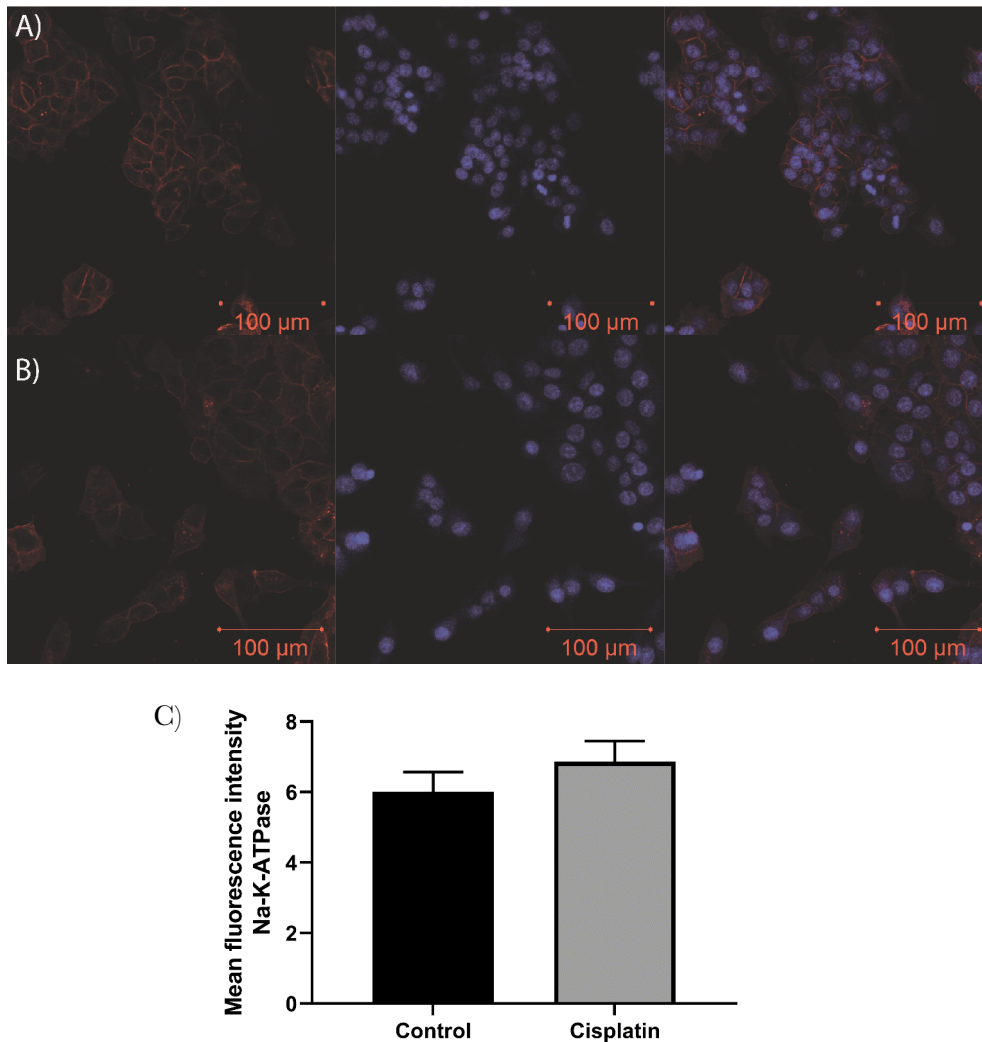 A)
100 µm
100 µm
100 µm
B)
100 µm
100 µm
100 µm
C)
Mean fluorescence intensity
Na-K-ATPase
8
6
4
2
0
Control
Cisplatin